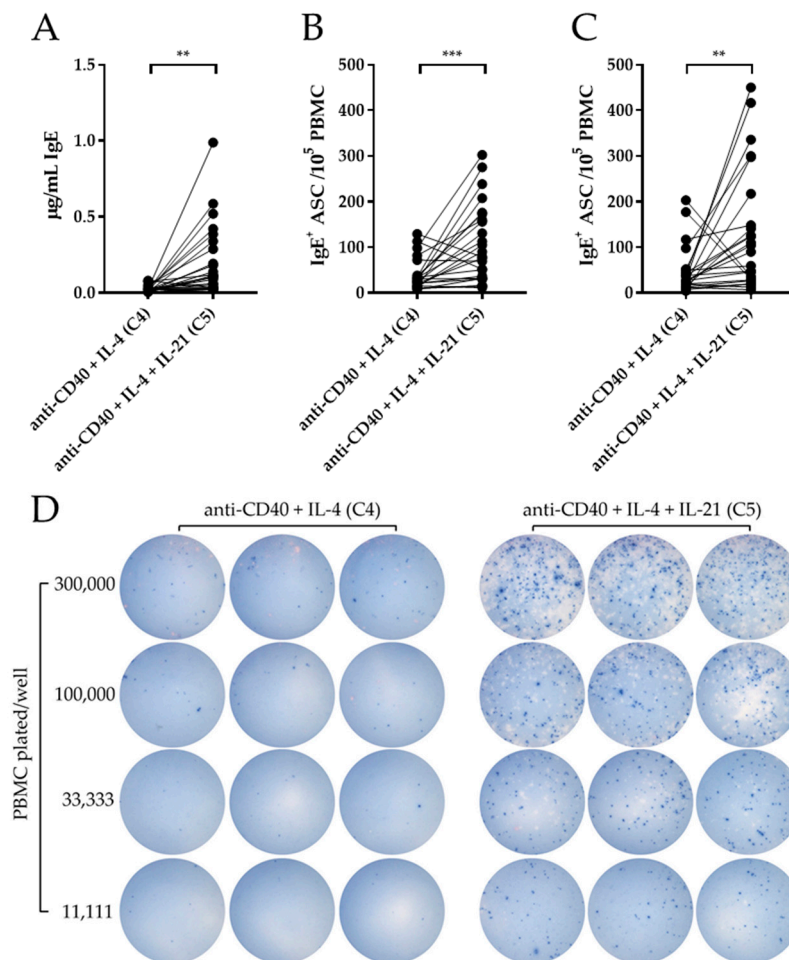 A
B
C
**
***
**
1.5
1.0
0.5
0.0
µg/mL IgE
500
400
300
200
100
0
IgE⁺ ASC /10⁵ PBMC
500
400
300
200
100
0
IgE⁺ ASC /10⁵ PBMC
anti-CD40 + IL-4 (C4)
anti-CD40 + IL-4 + IL-21 (C5)
anti-CD40 + IL-4 (C4)
anti-CD40 + IL-4 + IL-21 (C5)
anti-CD40 + IL-4 (C4)
anti-CD40 + IL-4 + IL-21 (C5)
D
anti-CD40 + IL-4 (C4)
anti-CD40 + IL-4 + IL-21 (C5)
PBMC plated/well
300,000
100,000
33,333
11,111